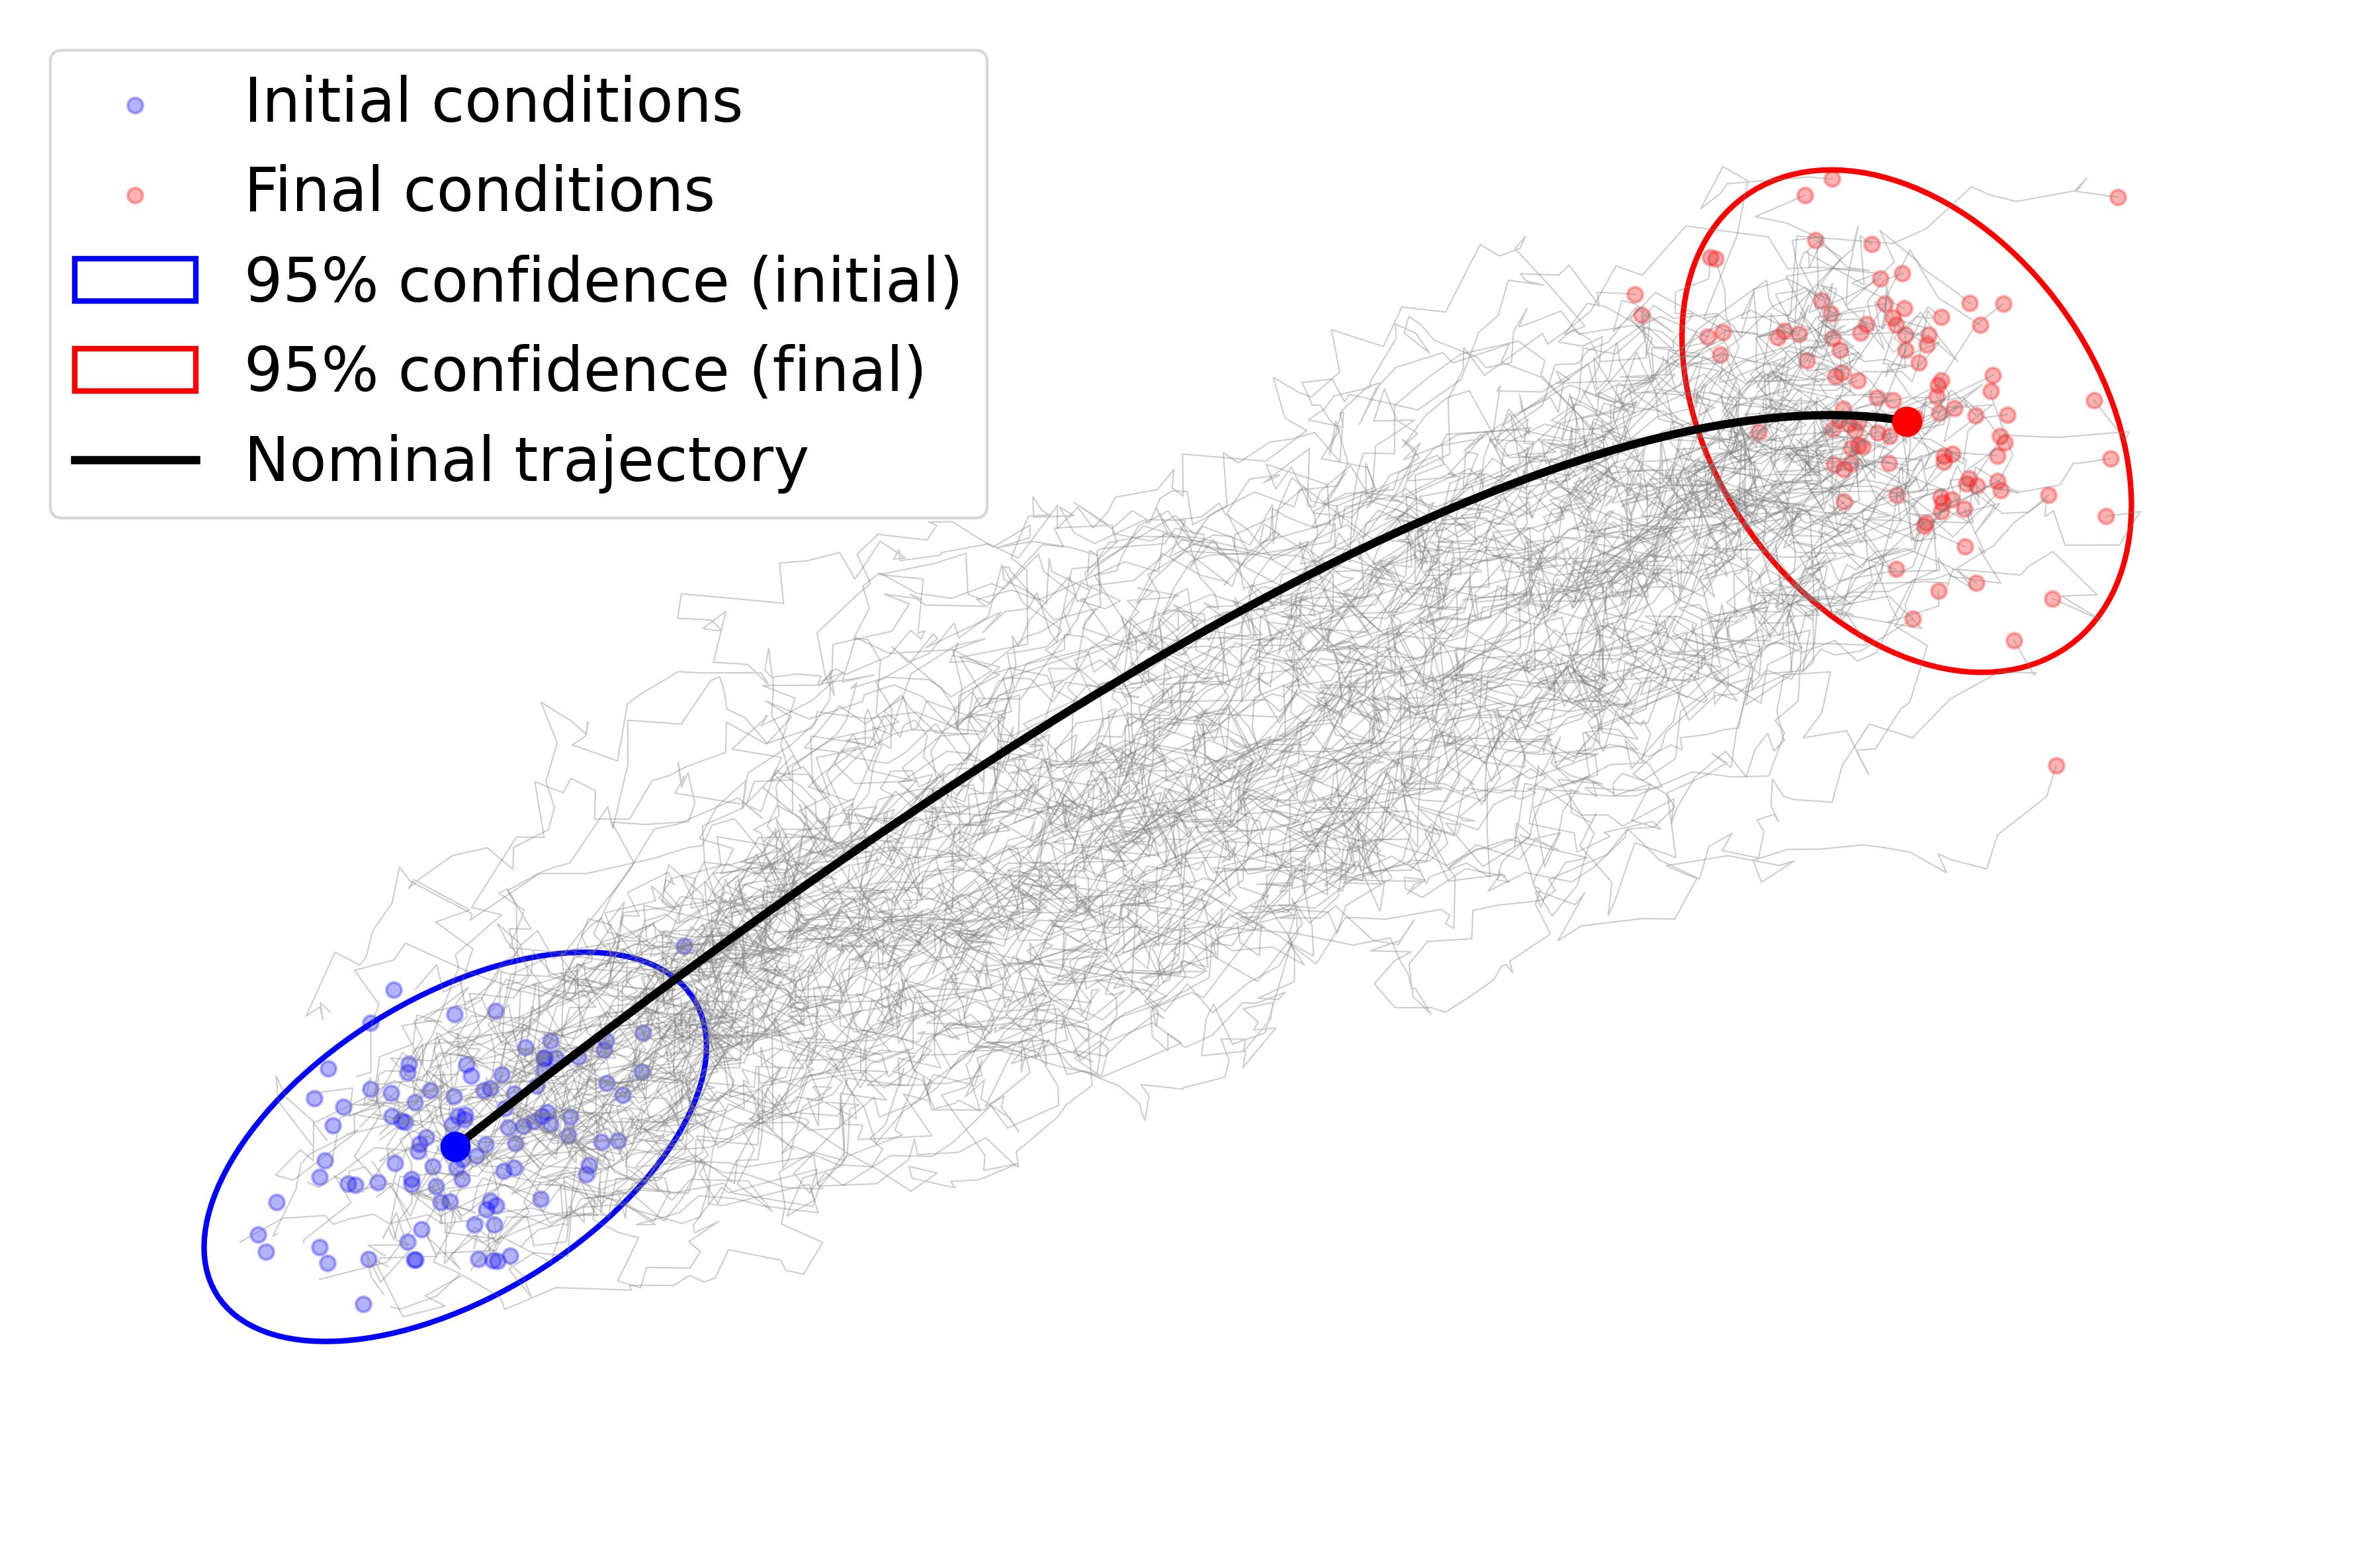 Initial conditions
Final conditions
95% confidence (initial)
95% confidence (final)
Nominal trajectory